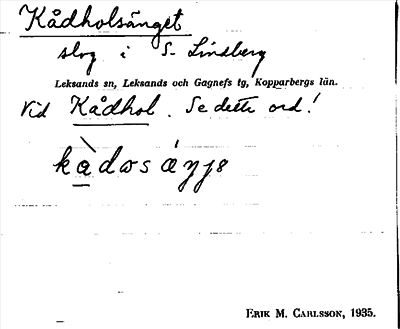 Kådholsänget
slog i S. Lindberg
Leksands sn, Leksands och Gagnefs tg, Kopparbergs län.
Vid Kådhol. Se detta ord!
ERIK M. CARLSSON, 1935.